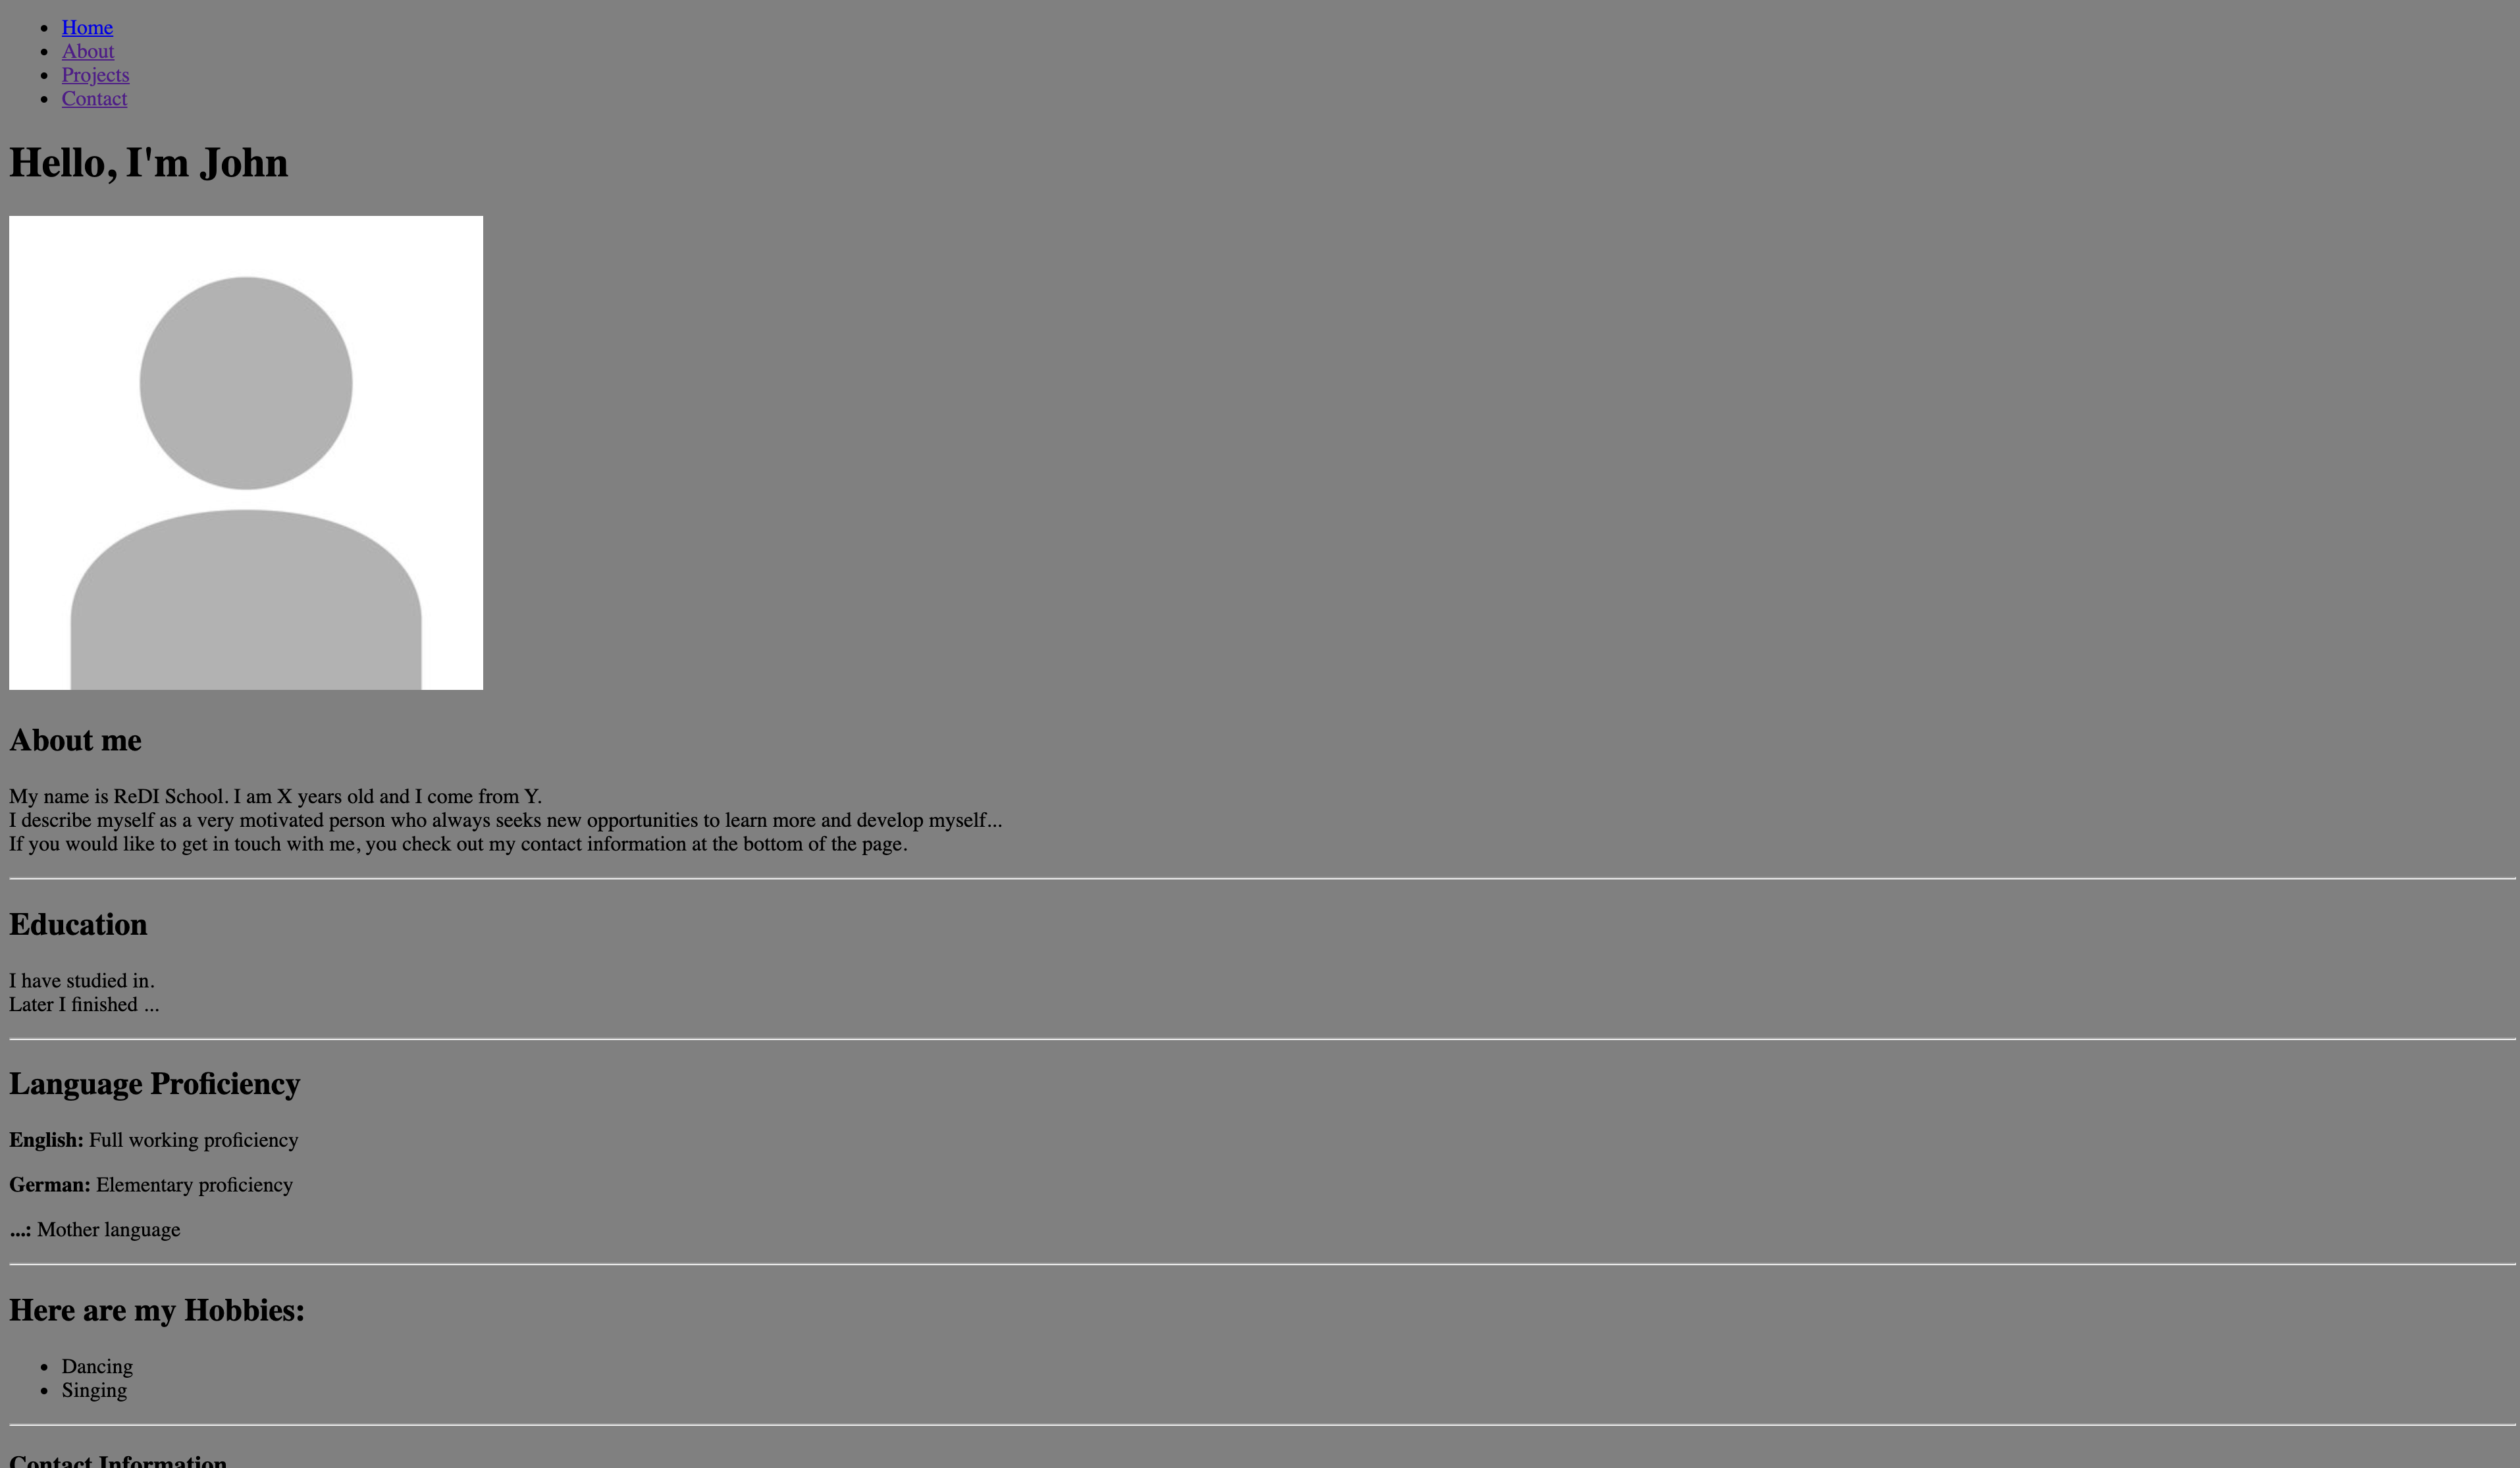 Home
About
Projects
Contact
Hello, I'm John
About me
My name is ReDI School. I am X years old and I come from Y.
I describe myself as a very motivated person who always seeks new opportunities to learn more and develop myself...
If you would like to get in touch with me, you check out my contact information at the bottom of the page.
Education
I have studied in.
Later I finished ...
Language Proficiency
English: Full working proficiency
German: Elementary proficiency
...: Mother language
Here are my Hobbies:
Dancing
Singing
Contact Information